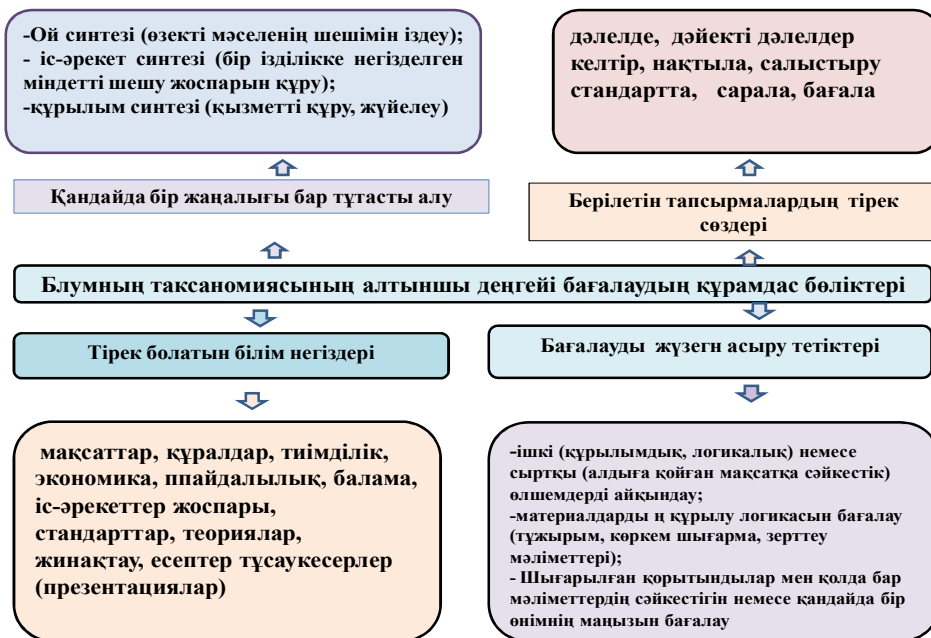 -Ой синтезі (өзекті мәселенің шешімін іздеу);
- іс-әрекет синтезі (бір ізділікке негізделген
міндетті шешу жоспарын құру);
-құрылым синтезі (қызметті құру, жүйелеу)
дәлелде, дәйекті дәлелдер
келтір, нақтыла, салыстыру
стандартта, сарала, бағала
Қандайда бір жаңалығы бар тұтасты алу
Берілетін тапсырмалардың тірек
сөздері
Блумның таксаномиясының алтыншы деңгейі бағалаудың құрамдас бөліктері
Тірек болатын білім негіздері
Бағалауды жүзегн асыру тетіктері
мақсаттар, құралдар, тиімділік,
экономика, ппайдалылық, балама,
іс-әрекеттер жоспары,
стандарттар, теориялар,
жинақтау, есептер тұсаукесерлер
(презентациялар)
-ішкі (құрылымдық, логикалық) немесе
сыртқы (алдыға қойған мақсатқа сәйкестік)
өлшемдерді айқындау;
-материалдарды ң құрылу логикасын бағалау
(тұжырым, көркем шығарма, зерттеу
мәліметтері);
- Шығарылған қорытындылар мен қолда бар
мәліметтердің сәйкестігін немесе қандайда бір
өнімнің маңызын бағалау